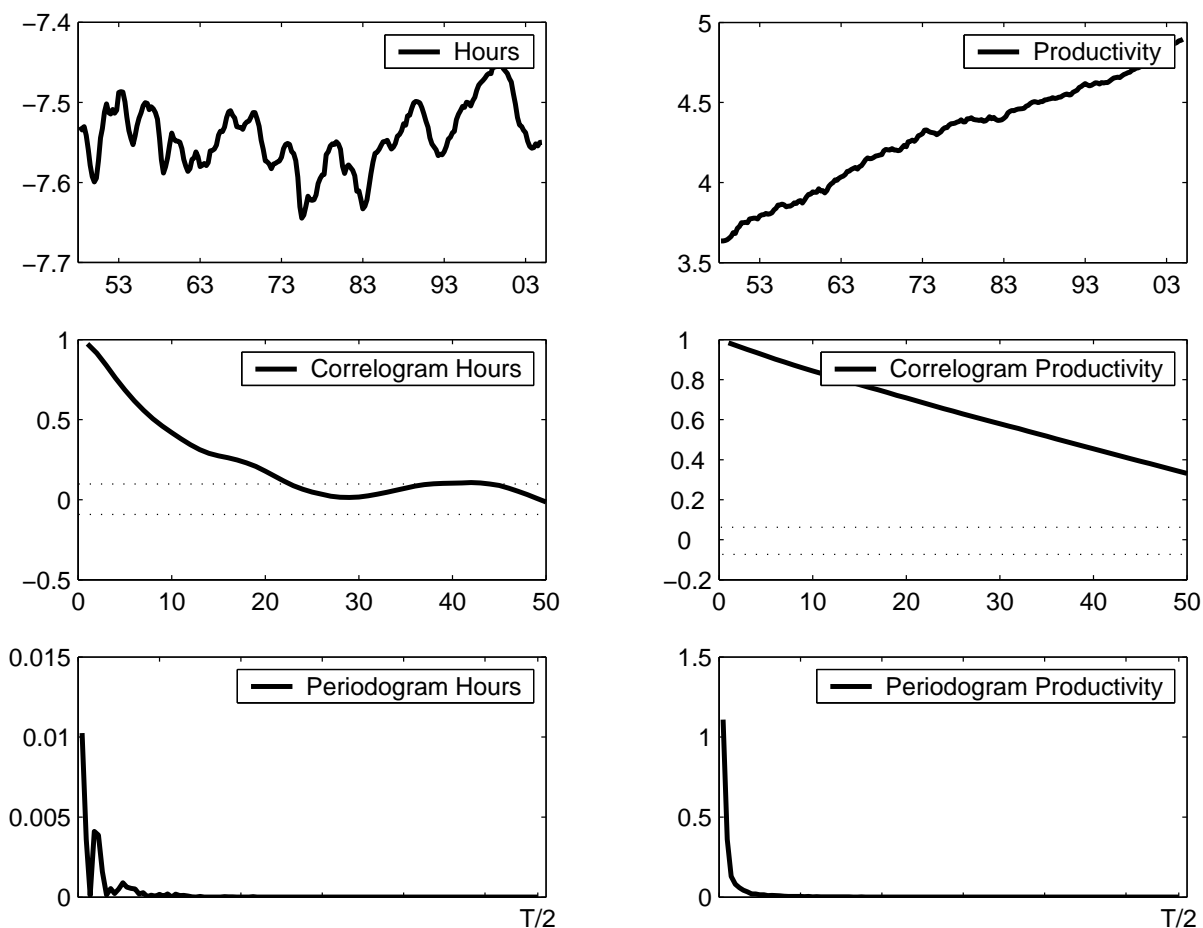 −7.4
−7.5
−7.6
−7.7
Hours
53 63 73 83 93 03
5
4.5
4
3.5
Productivity
53 63 73 83 93 03
1
0.5
0
−0.5
Correlogram Hours
0 10 20 30 40 50
1
0.8
0.6
0.4
0.2
0
−0.2
Correlogram Productivity
0 10 20 30 40 50
0.015
0.01
0.005
0
Periodogram Hours
T/2
1.5
1
0.5
0
Periodogram Productivity
T/2